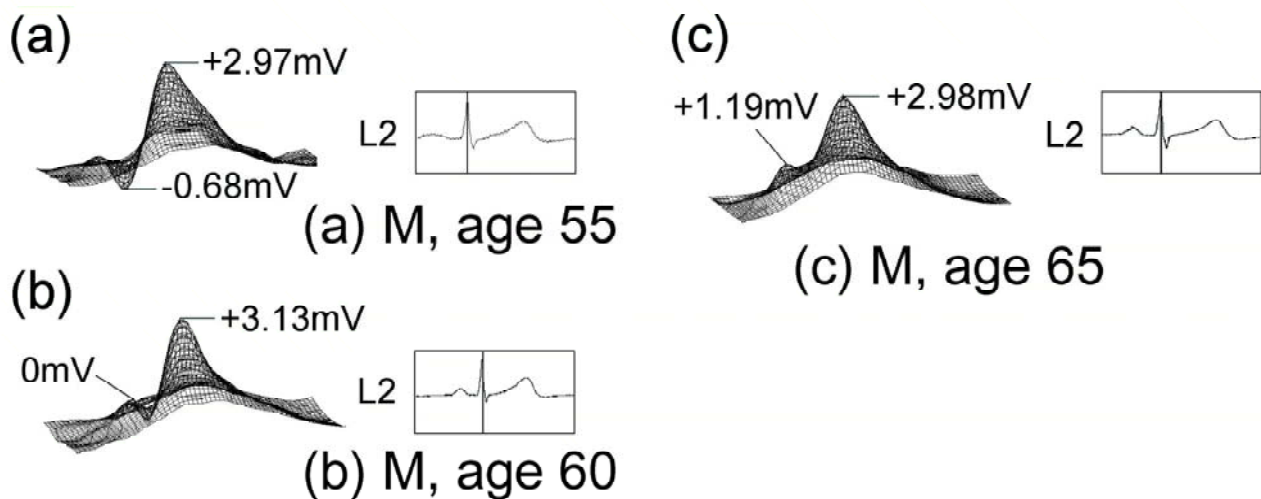 (a)
+2.97mV
L2
-0.68mV
(a) M, age 55
(b)
+3.13mV
0mV
L2
(b) M, age 60
(c)
+1.19mV
+2.98mV
L2
(c) M, age 65